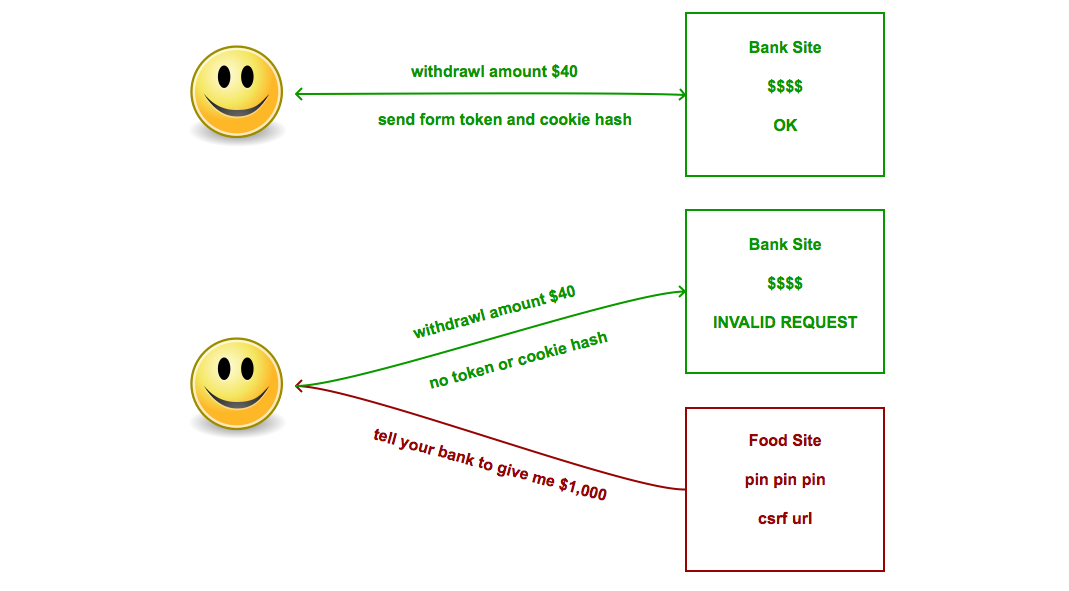 withdrawl amount $40
send form token and cookie hash
Bank Site
$$$$
OK
withdrawl amount $40
no token or cookie hash
Bank Site
$$$$
INVALID REQUEST
tell your bank to give me $1,000
Food Site
pin pin pin
csrf url